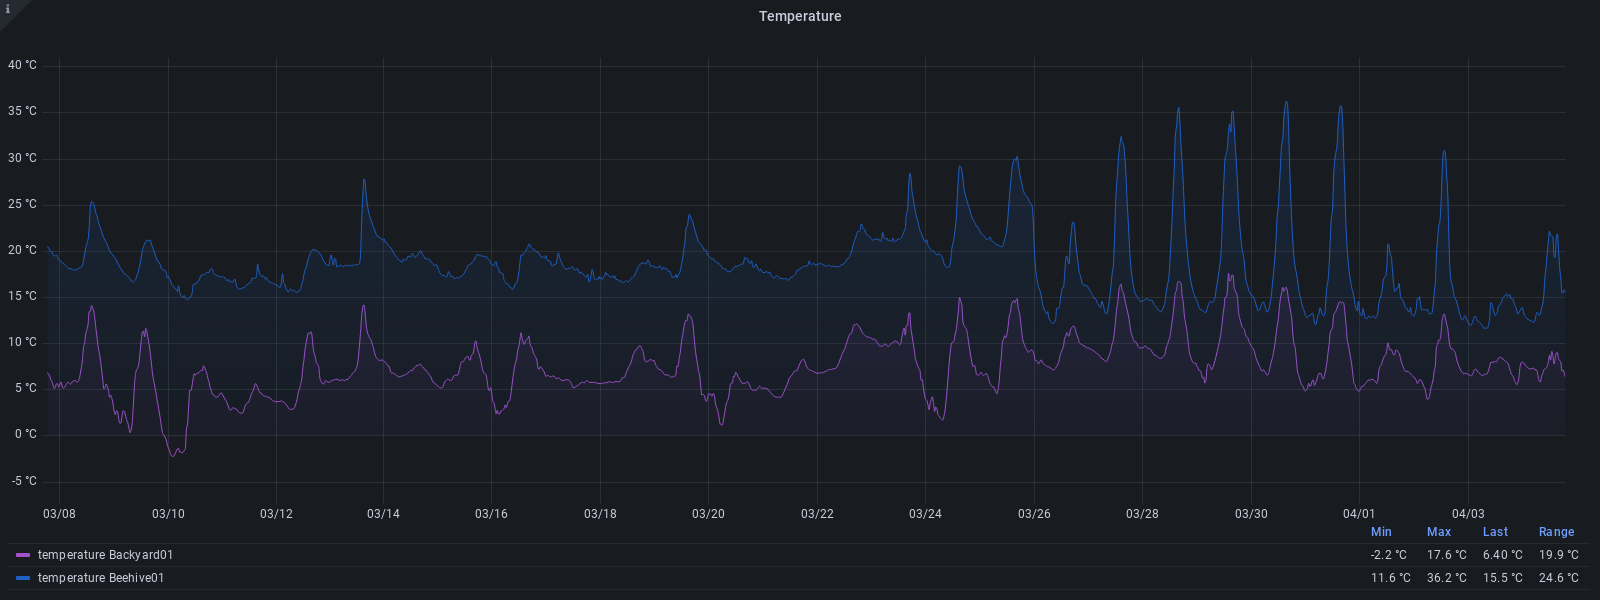 i
Temperature
40 °C
35 °C
30 °C
25 °C
20 °C
15 °C
10 °C
5 °C
0 °C
-5 °C
03/08 03/10 03/12 03/14 03/16 03/18 03/20 03/22 03/24 03/26 03/28 03/30 04/01 04/03
Min Max Last Range
temperature Backyard01 -2.2 °C 17.6 °C 6.40 °C 19.9 °C
temperature Beehive01 11.6 °C 36.2 °C 15.5 °C 24.6 °C